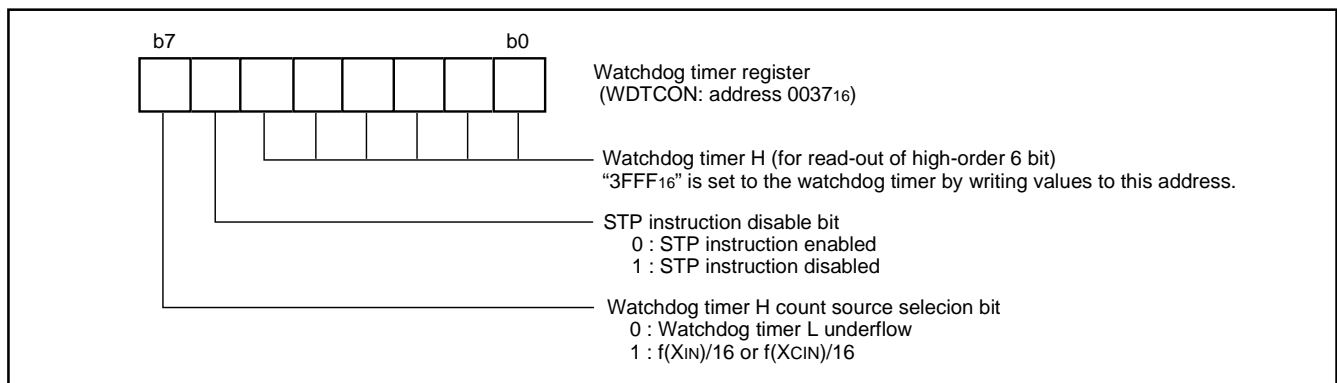 b7 b0
Watchdog timer register
(WDTCON: address 003716)
Watchdog timer H (for read-out of high-order 6 bit)
“3FFF16” is set to the watchdog timer by writing values to this address.
STP instruction disable bit
0 : STP instruction enabled
1 : STP instruction disabled
Watchdog timer H count source selecion bit
0 : Watchdog timer L underflow
1 : f(XIN)/16 or f(XCIN)/16